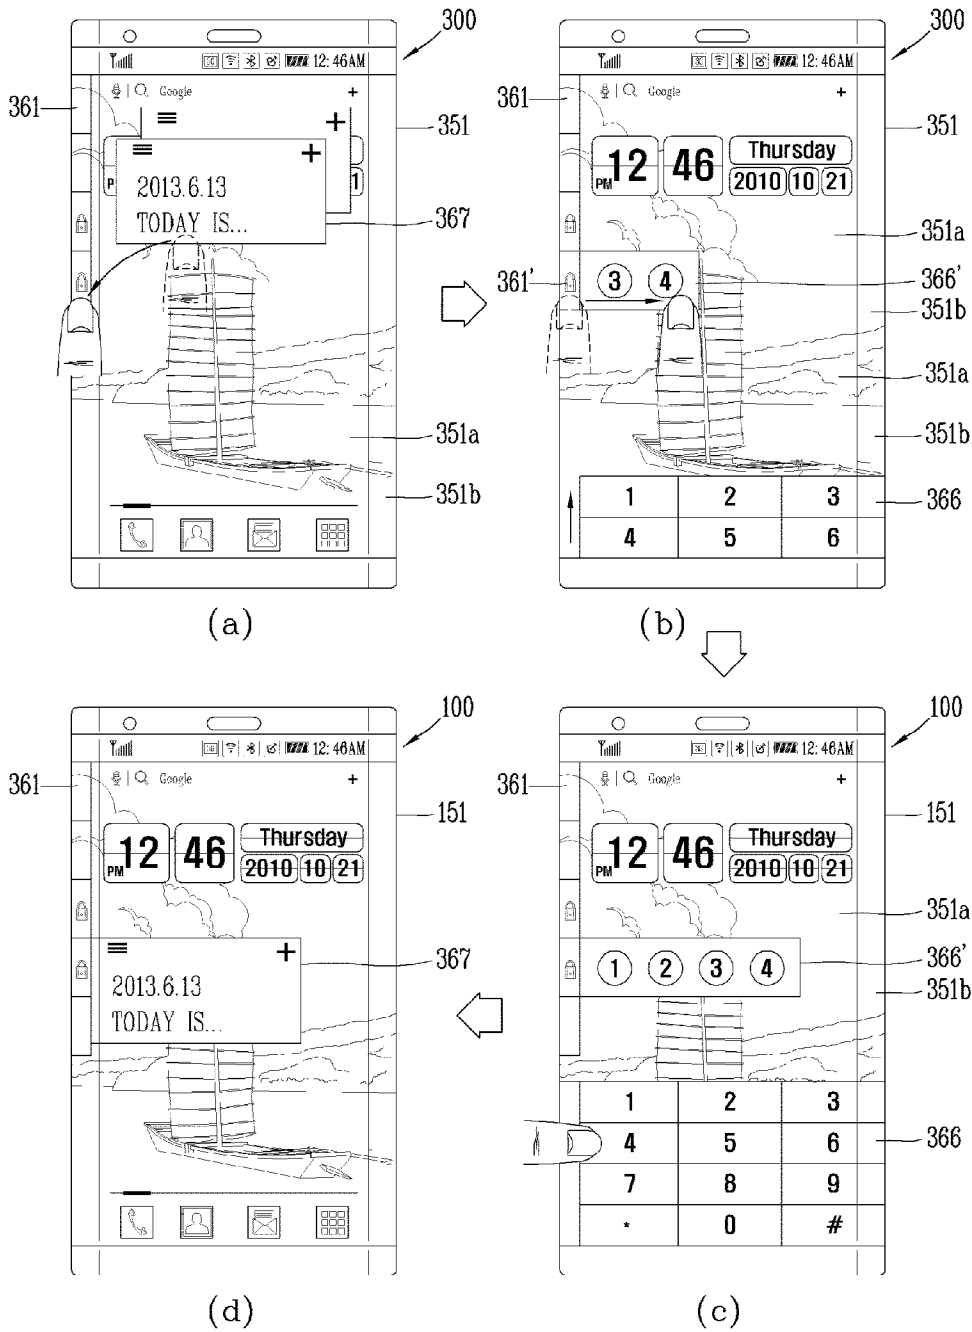 300
12:46AM
361
Google
+
351
+
+
1
P
2013.6.13
TODAY IS...
367
351a
351b
(a)
300
12:46AM
361
Google
+
351
PM 12 46 Thursday
2010 10 21
351a
361'
3 4
366'
351b
351a
351b
1 2 3
366
4 5 6
(b)
100
12:46AM
361
Google
+
151
PM 12 46 Thursday
2010 10 21
+
367
2013.6.13
TODAY IS...
(d)
100
12:46AM
361
Google
+
151
PM 12 46 Thursday
2010 10 21
351a
1 2 3 4
366'
351b
1 2 3
4 5 6
366
7 8 9
* 0 #
(c)